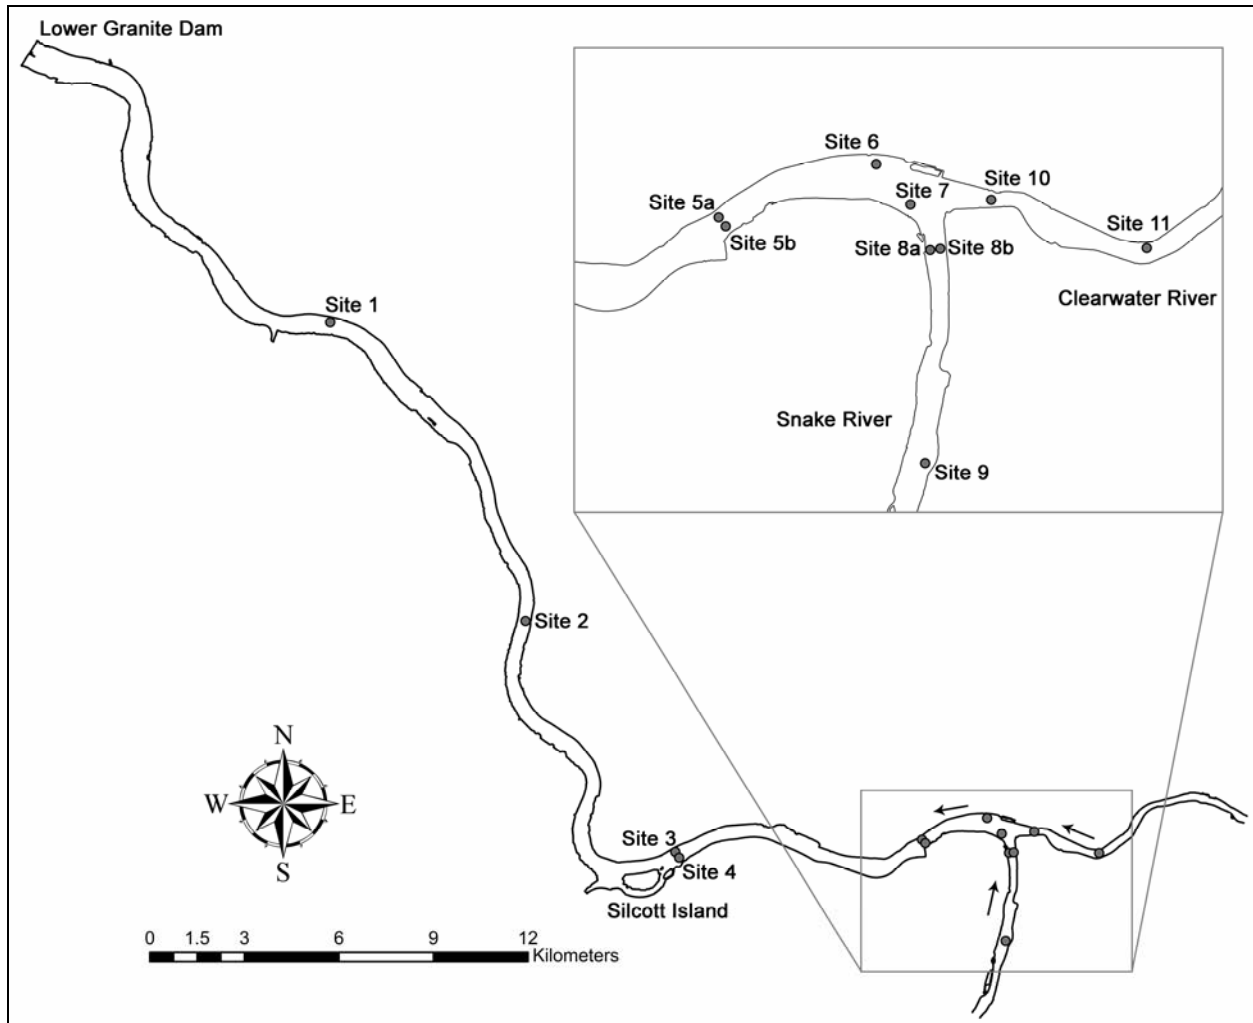 Lower Granite Dam
Site 6
Site 10
Site 7
Site 5a
Site 11
Site 5b
Site 8a
Site 8b
Clearwater River
Site 1
Snake River
Site 9
Site 2
N
W
E
S
Site 3
Site 4
Silcott Island
0 1.5 3 6 9 12
Kilometers